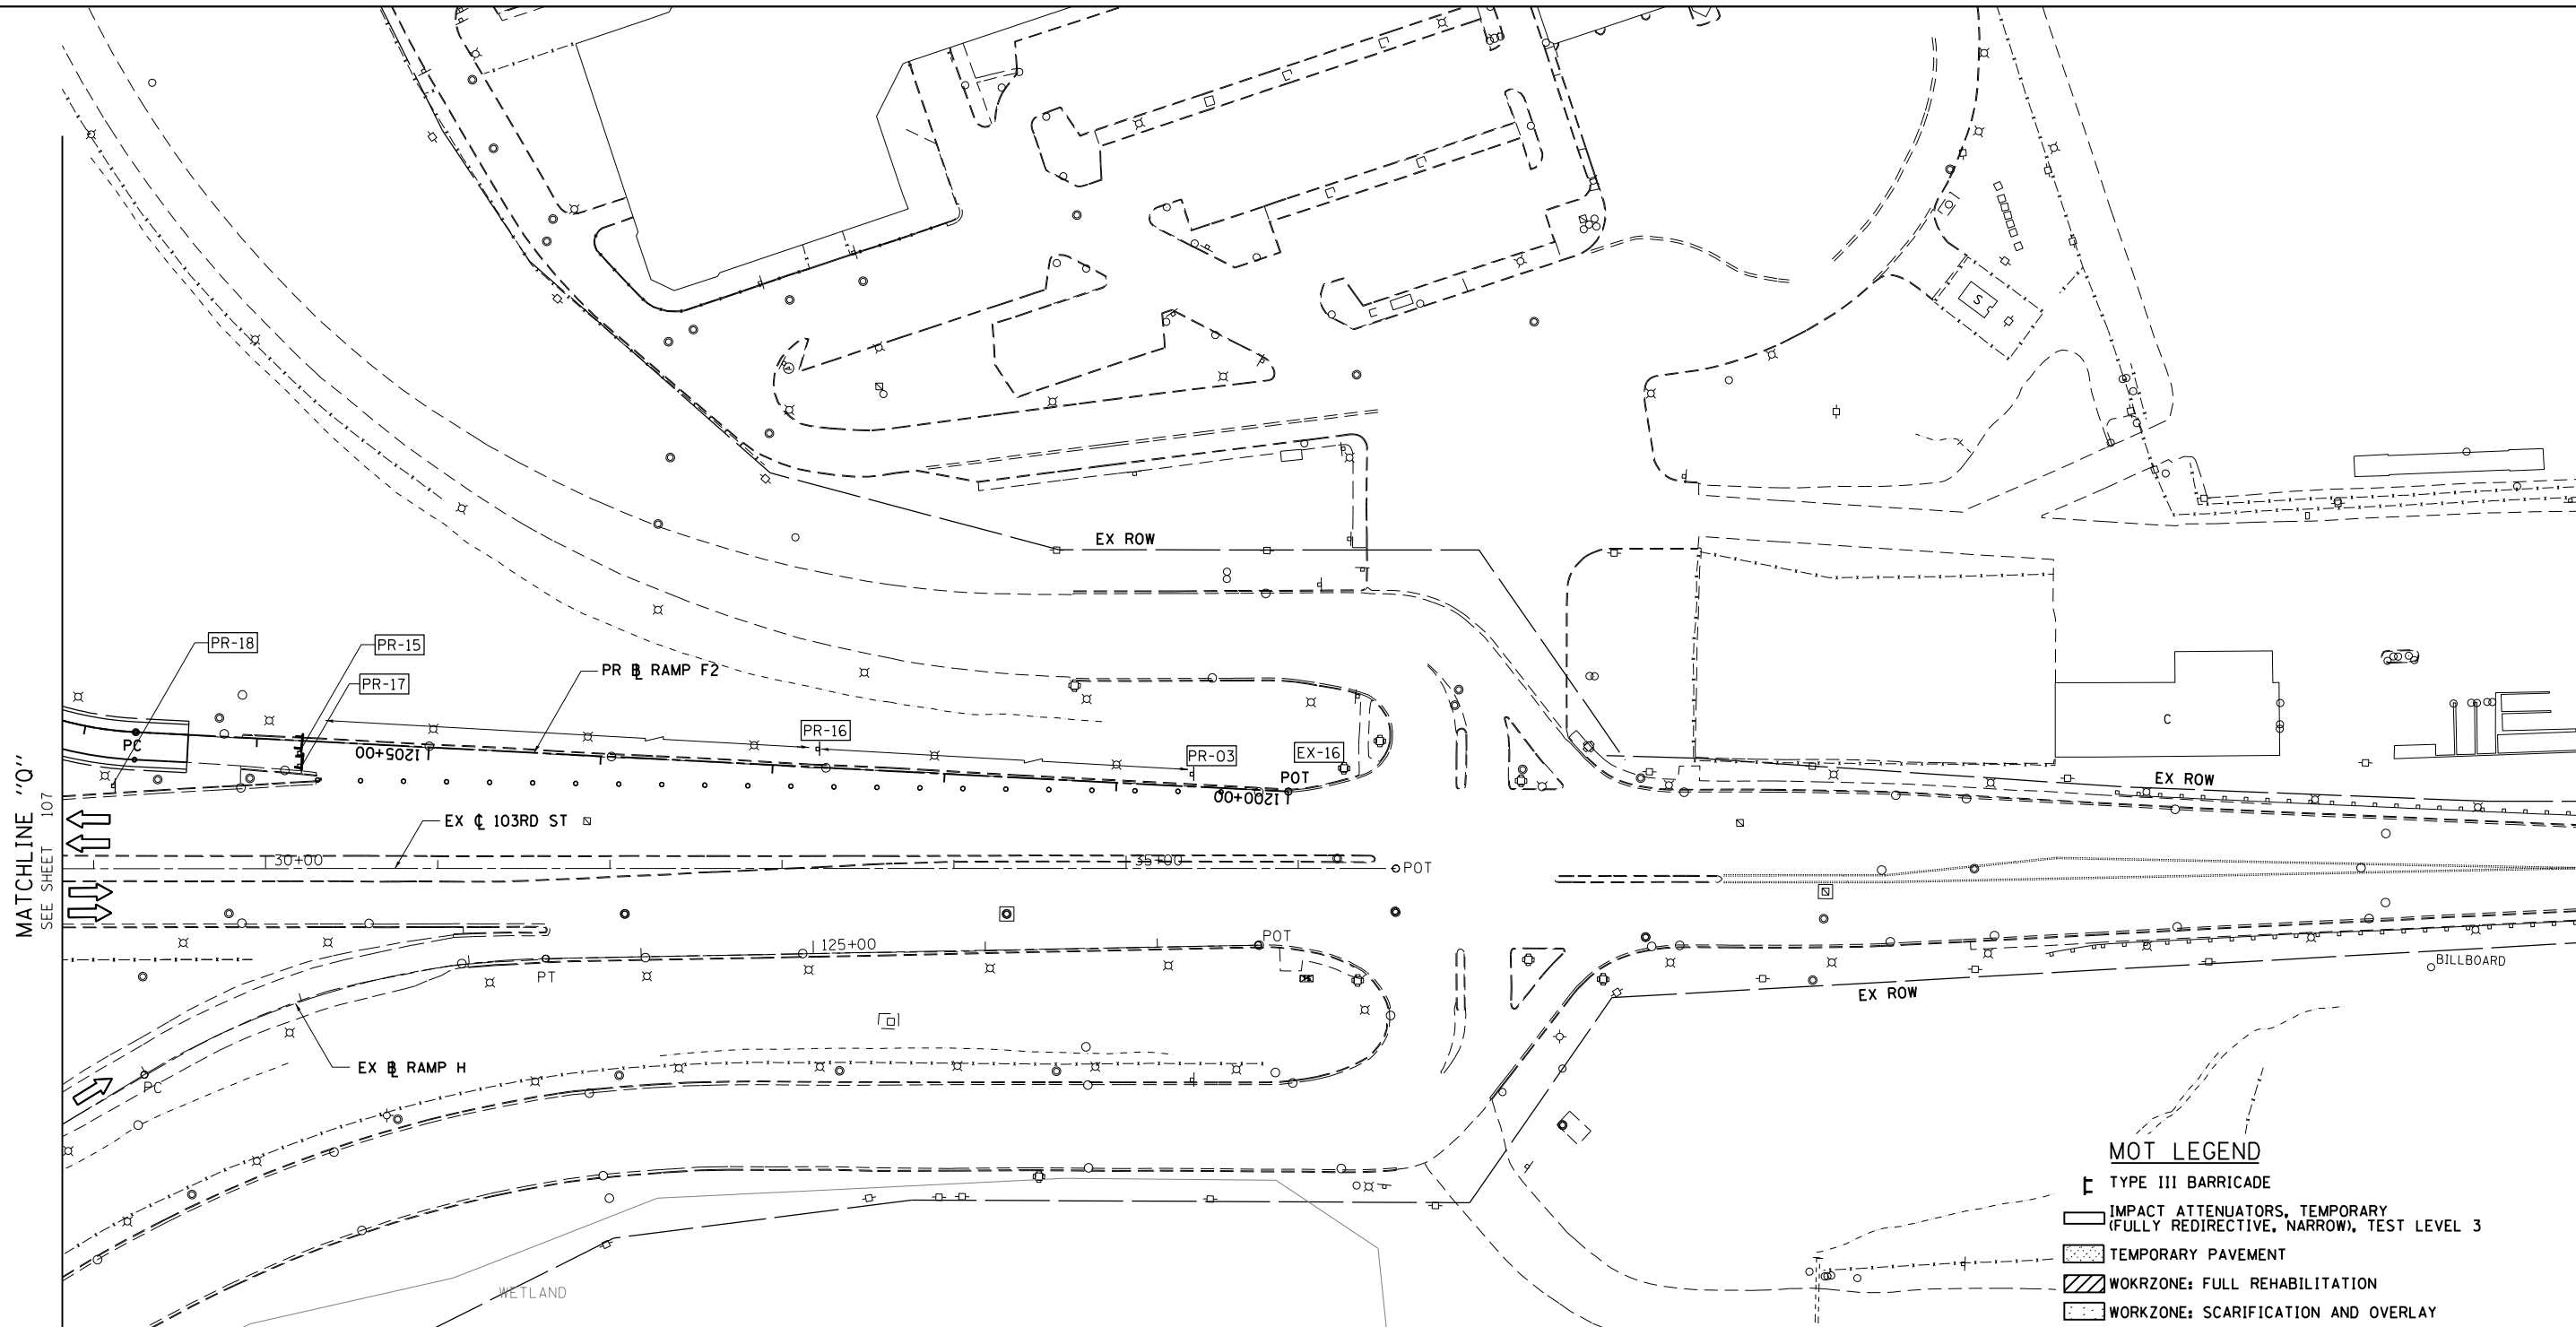 S
EX ROW
PR-18
PR-15
PR-17
PR ℄ RAMP F2
PR-16
PR-03
EX-16
PC
1205+00
POT
1200+00
C
EX ROW
EX ℄ 103RD ST
30+00
35+00
POT
MATCHLINE "Q"
SEE SHEET 107
125+00
POT
PT
BILLBOARD
EX ROW
EX ℄ RAMP H
PC
WETLAND
MOT LEGEND
TYPE III BARRICADE
IMPACT ATTENUATORS, TEMPORARY
(FULLY REDIRECTIVE, NARROW), TEST LEVEL 3
TEMPORARY PAVEMENT
WOKRZONE: FULL REHABILITATION
WORKZONE: SCARIFICATION AND OVERLAY